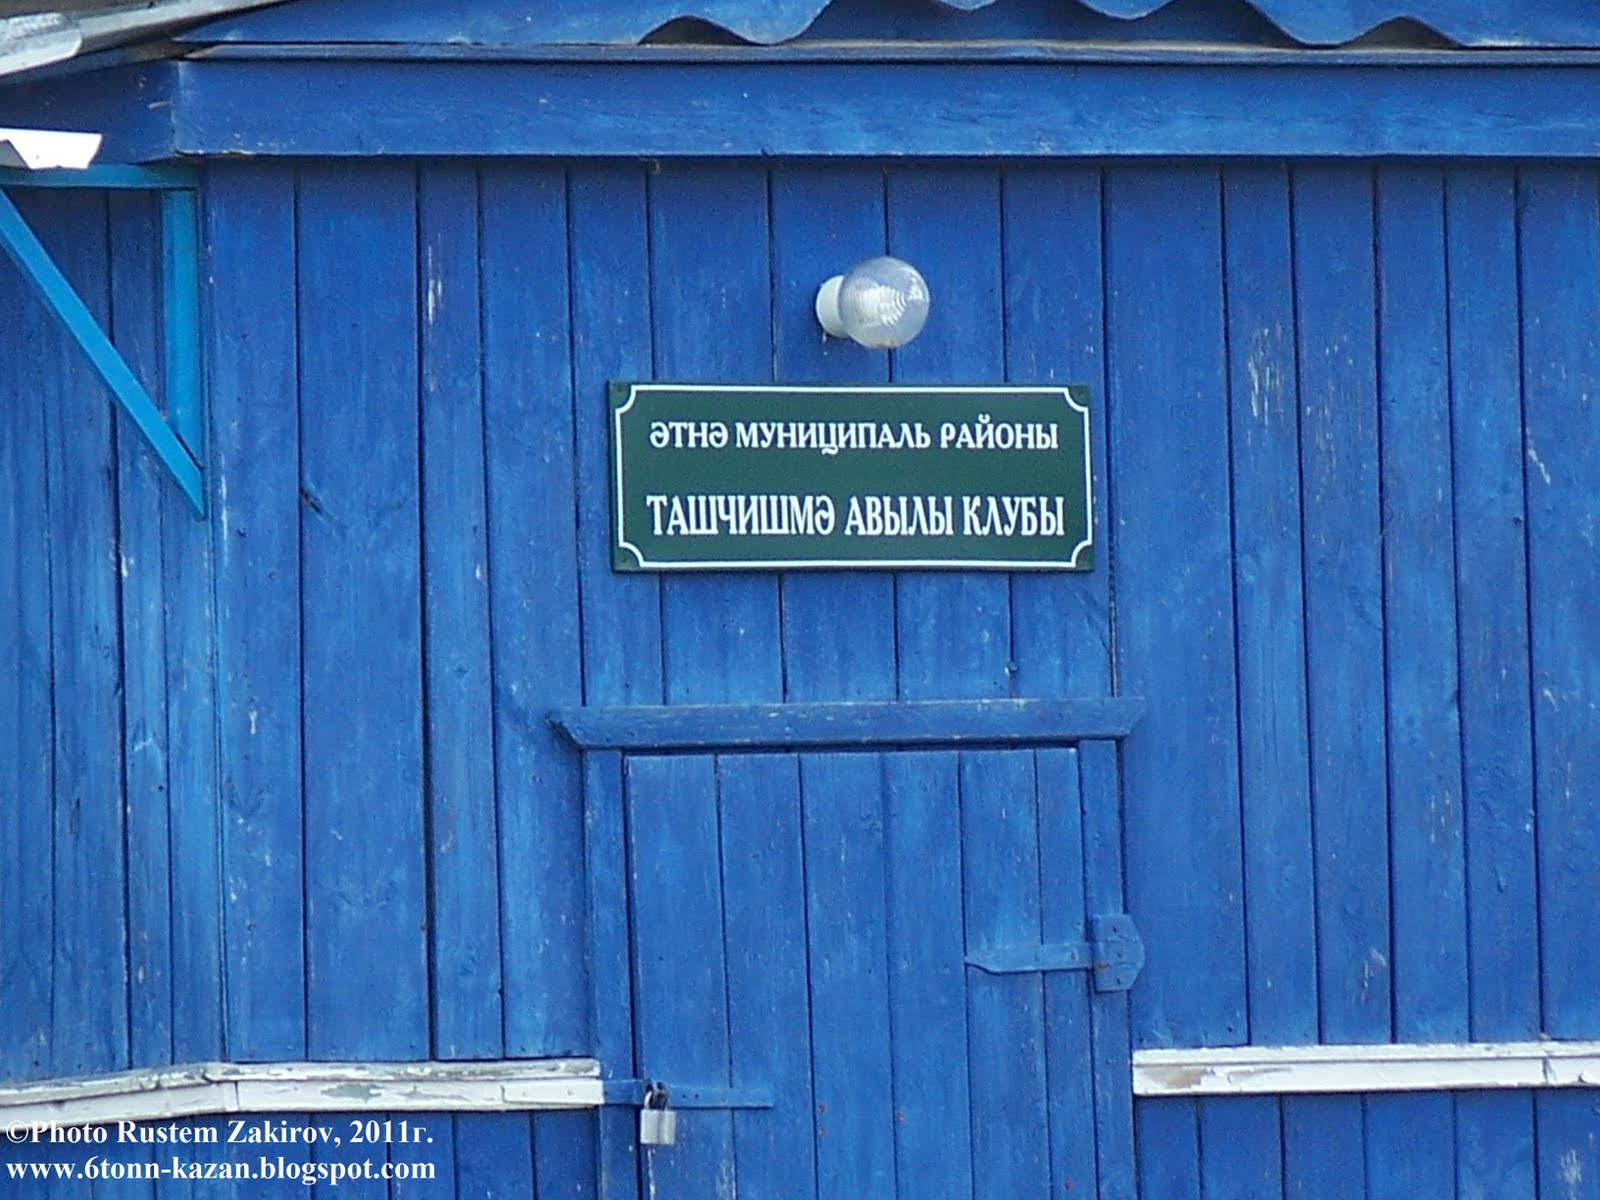 ӘТНӘ МУНИЦИПАЛЬ РАЙОНЫ
ТАШЧИШМӘ АВЫЛЫ КЛУБЫ
©Photo Rustem Zakirov, 2011г.
www.6tonn-kazan.blogspot.com